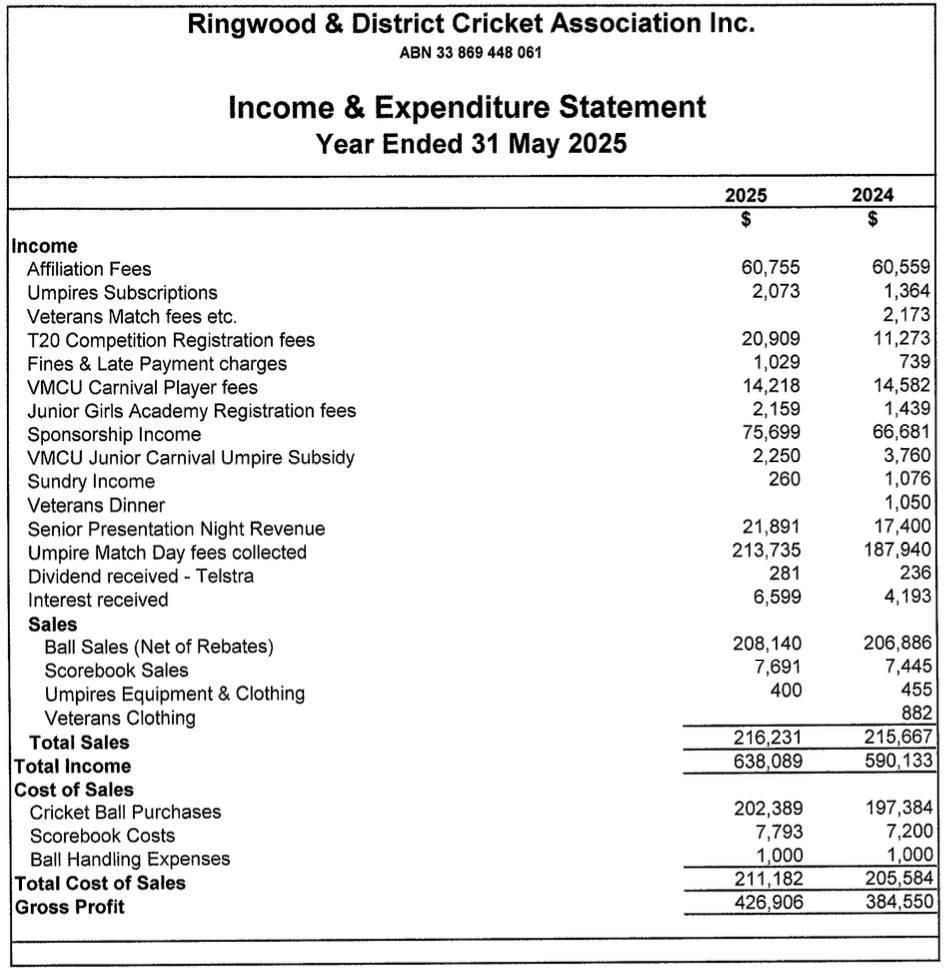 Ringwood & District Cricket Association Inc.
ABN 33 869 448 061
Income & Expenditure Statement
Year Ended 31 May 2025
2025 2024
$ $
Income
Affiliation Fees 60,755 60,559
Umpires Subscriptions 2,073 1,364
Veterans Match fees etc. 2,173
T20 Competition Registration fees 20,909 11,273
Fines & Late Payment charges 1,029 739
VMCU Carnival Player fees 14,218 14,582
Junior Girls Academy Registration fees 2,159 1,439
Sponsorship Income 75,699 66,681
VMCU Junior Carnival Umpire Subsidy 2,250 3,760
Sundry Income 260 1,076
Veterans Dinner 1,050
Senior Presentation Night Revenue 21,891 17,400
Umpire Match Day fees collected 213,735 187,940
Dividend received - Telstra 281 236
Interest received 6,599 4,193
Sales
Ball Sales (Net of Rebates) 208,140 206,886
Scorebook Sales 7,691 7,445
Umpires Equipment & Clothing 400 455
Veterans Clothing 882
Total Sales 216,231 215,667
Total Income 638,089 590,133
Cost of Sales
Cricket Ball Purchases 202,389 197,384
Scorebook Costs 7,793 7,200
Ball Handling Expenses 1,000 1,000
Total Cost of Sales 211,182 205,584
Gross Profit 426,906 384,550